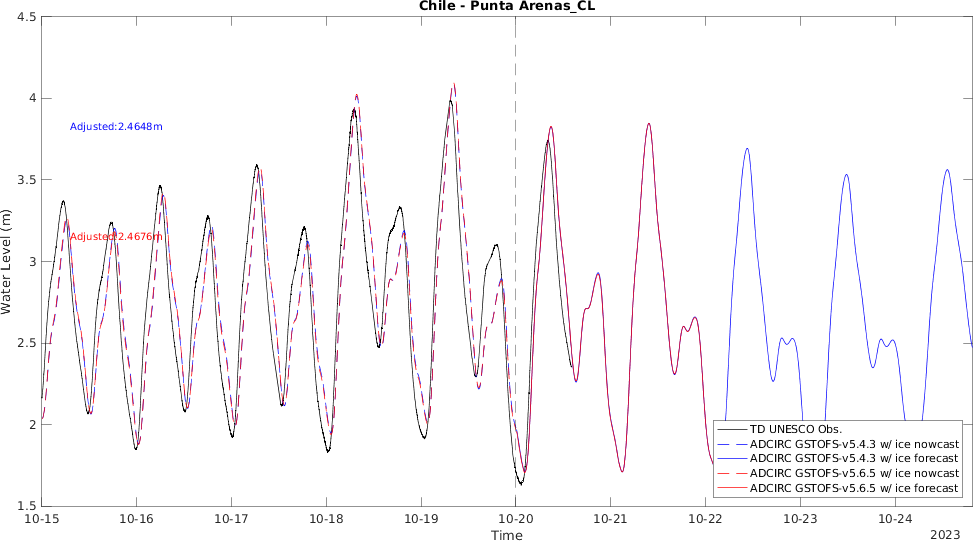 Chile - Punta Arenas_CL
Water Level (m)
4.5
4
3.5
3
2.5
2
1.5
Adjusted:2.4648m
Adjusted:2.4676m
TD UNESCO Obs.
ADCIRC GSTOFS-v5.4.3 w/ ice nowcast
ADCIRC GSTOFS-v5.4.3 w/ ice forecast
ADCIRC GSTOFS-v5.6.5 w/ ice nowcast
ADCIRC GSTOFS-v5.6.5 w/ ice forecast
10-15 10-16 10-17 10-18 10-19 10-20 10-21 10-22 10-23 10-24
Time
2023